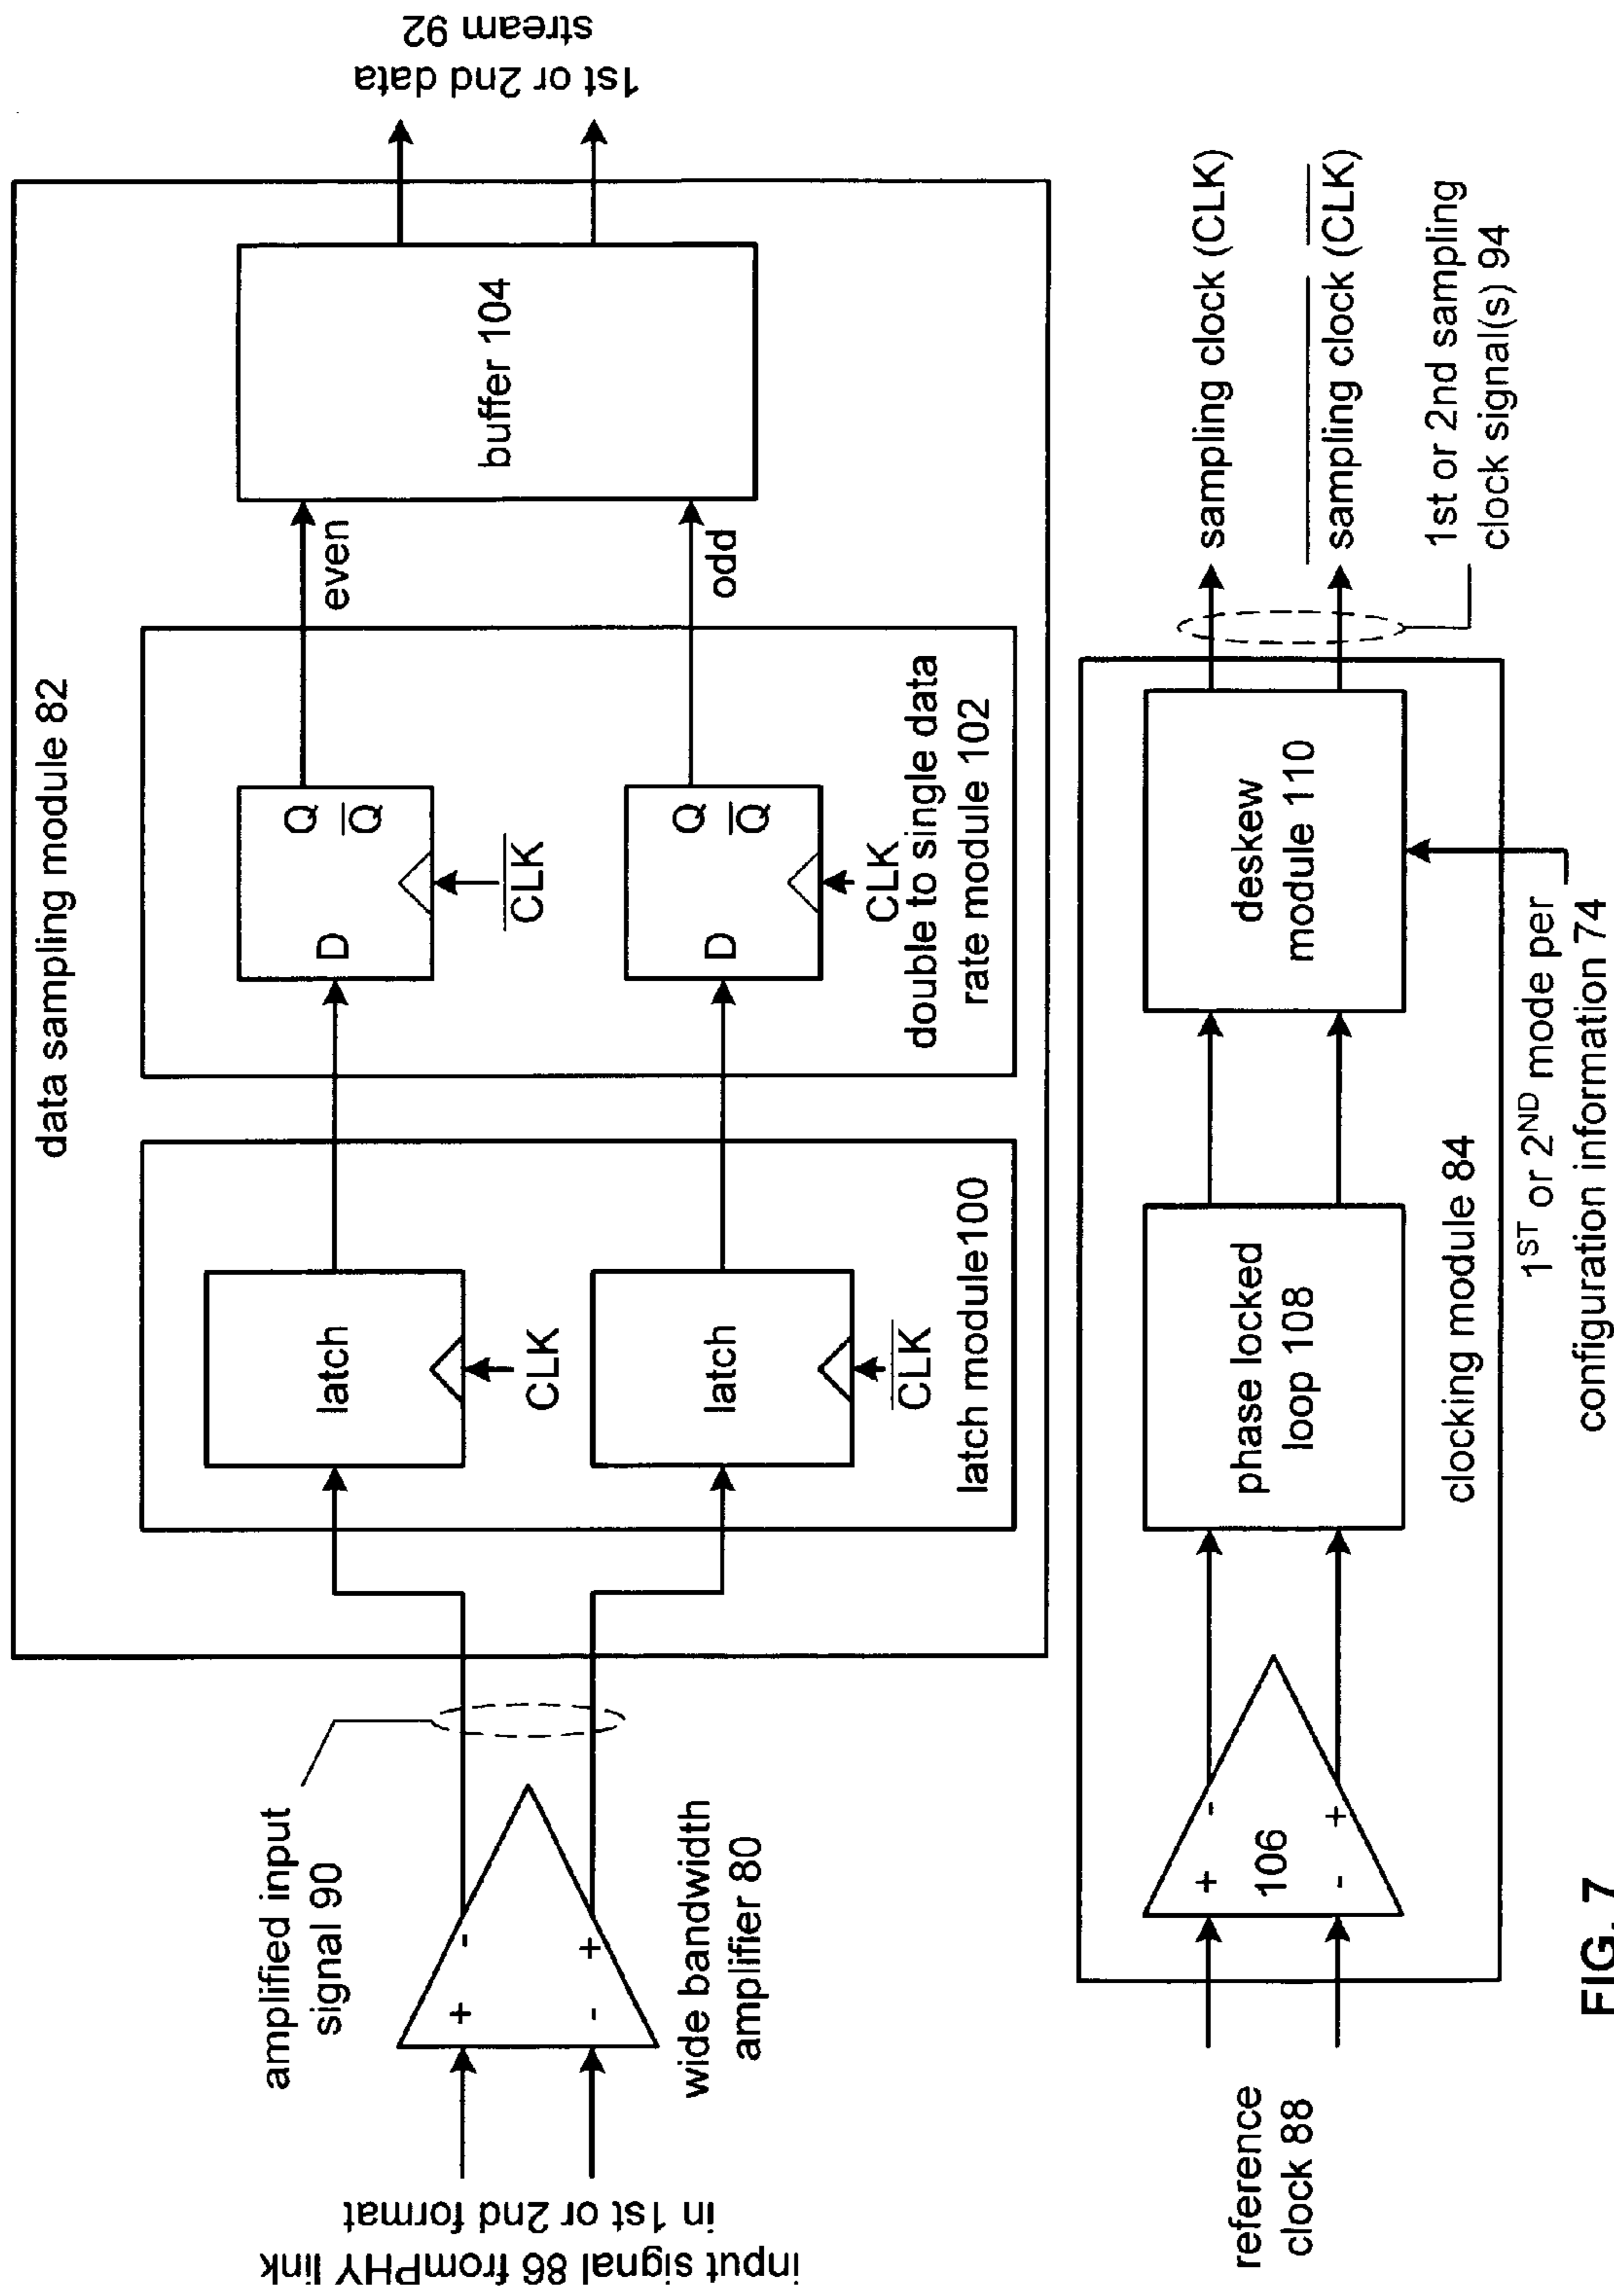 data sampling module 82
amplified input
signal 90
input signal 86 fromPHY link
in 1st or 2nd format
+
-
-
+
wide bandwidth
amplifier 80
latch
CLK
latch
CLK
latch module100
D
Q
Q
CLK
D
Q
Q
CLK
double to single data
rate module 102
even
odd
buffer 104
1st or 2nd data
stream 92
reference
clock 88
+
-
106
-
+
phase locked
loop 108
deskew
module 110
clocking module 84
sampling clock (CLK)
sampling clock (CLK)
1st or 2nd sampling
clock signal(s) 94
1ST or 2ND mode per
configuration information 74
FIG. 7